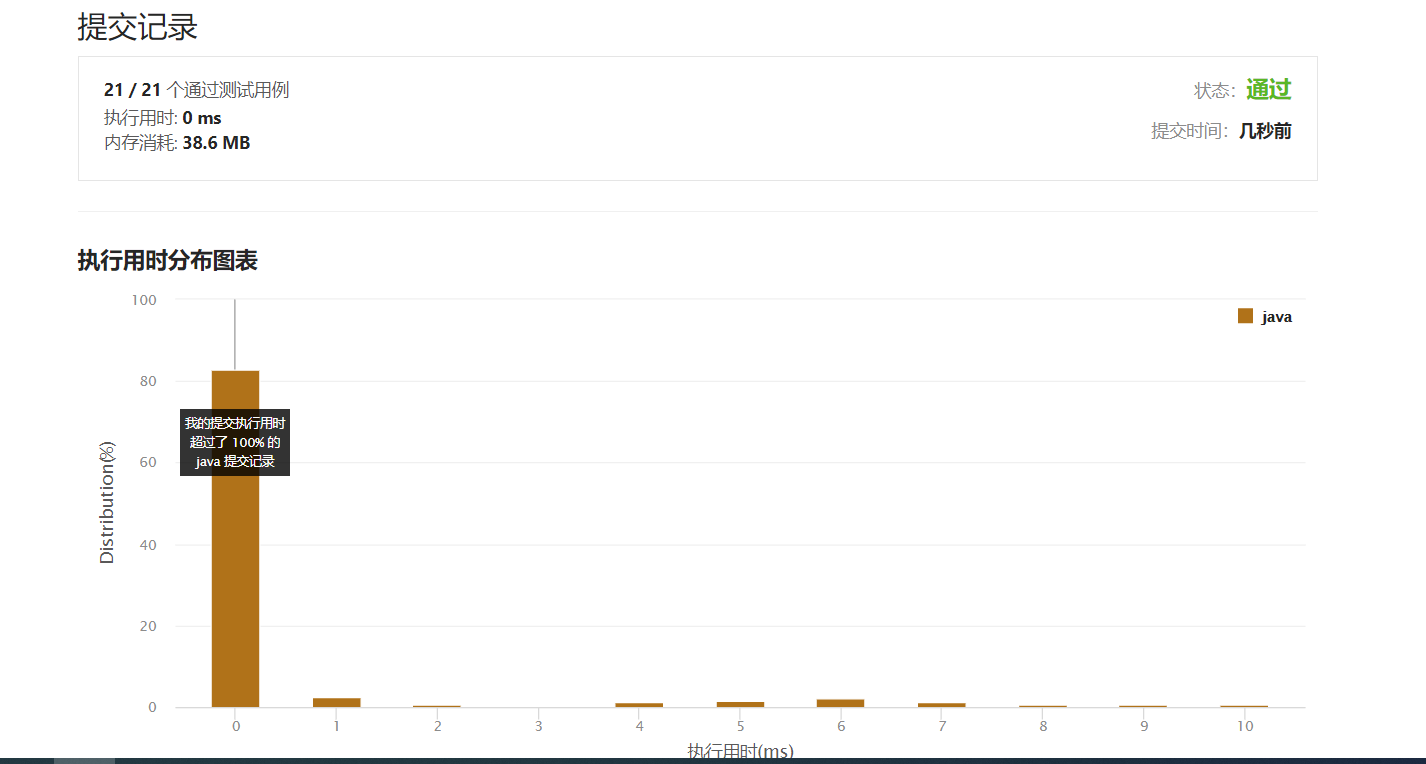 提交记录
21 / 21 个通过测试用例
状态：通过
执行用时: 0 ms
提交时间：几秒前
内存消耗: 38.6 MB
执行用时分布图表
100
java
80
我的提交执行用时
超过了 100% 的
java 提交记录
60
40
20
0
Distribution(%)
0 1 2 3 4 5 6 7 8 9 10
执行用时(ms)